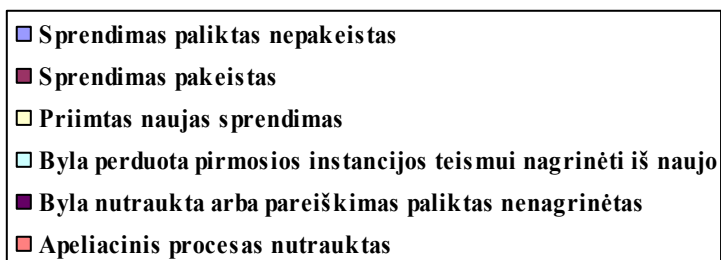 Sprendimas paliktas nepakeistas
Sprendimas pakeistas
Priimtas naujas sprendimas
Byla perduota pirmosios instancijos teismui nagrinėti iš naujo
Byla nutraukta arba pareiškimas paliktas nenagrinėtas
Apeliacinis procesas nutrauktas